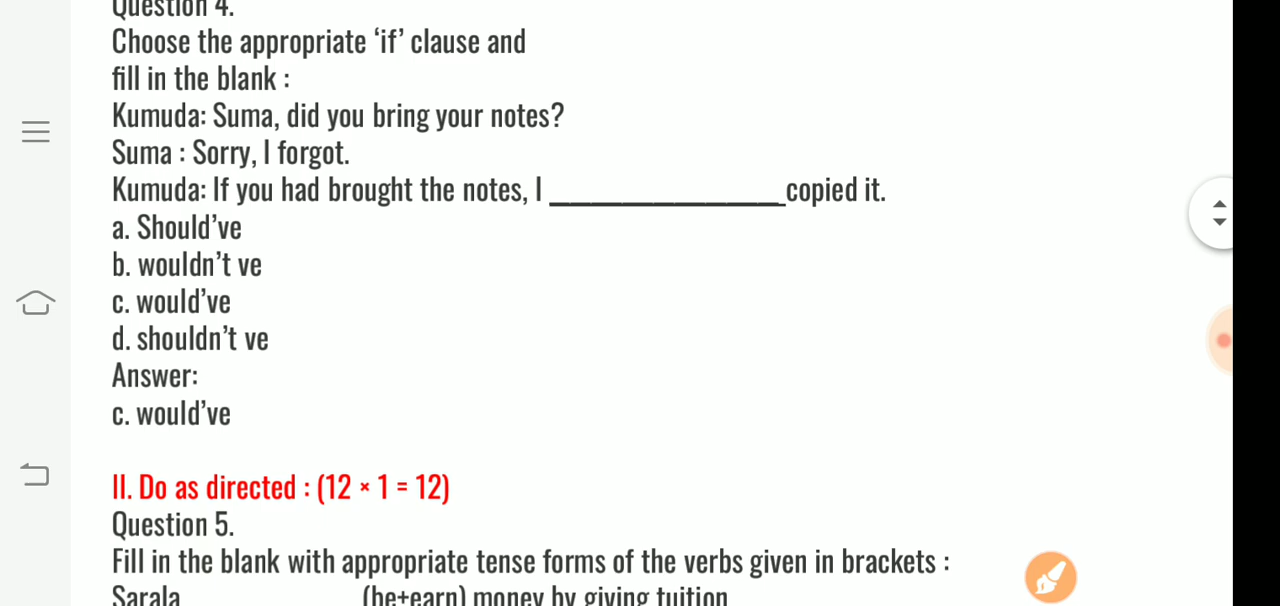 Question 4.
Choose the appropriate ‘if’ clause and
fill in the blank :
Kumuda: Suma, did you bring your notes?
Suma : Sorry, I forgot.
Kumuda: If you had brought the notes, I ______________copied it.
a. Should’ve
b. wouldn’t ve
c. would’ve
d. shouldn’t ve
Answer:
c. would’ve
II. Do as directed : (12 × 1 = 12)
Question 5.
Fill in the blank with appropriate tense forms of the verbs given in brackets :
Sarala ______________ (be+earn) money by giving tuition